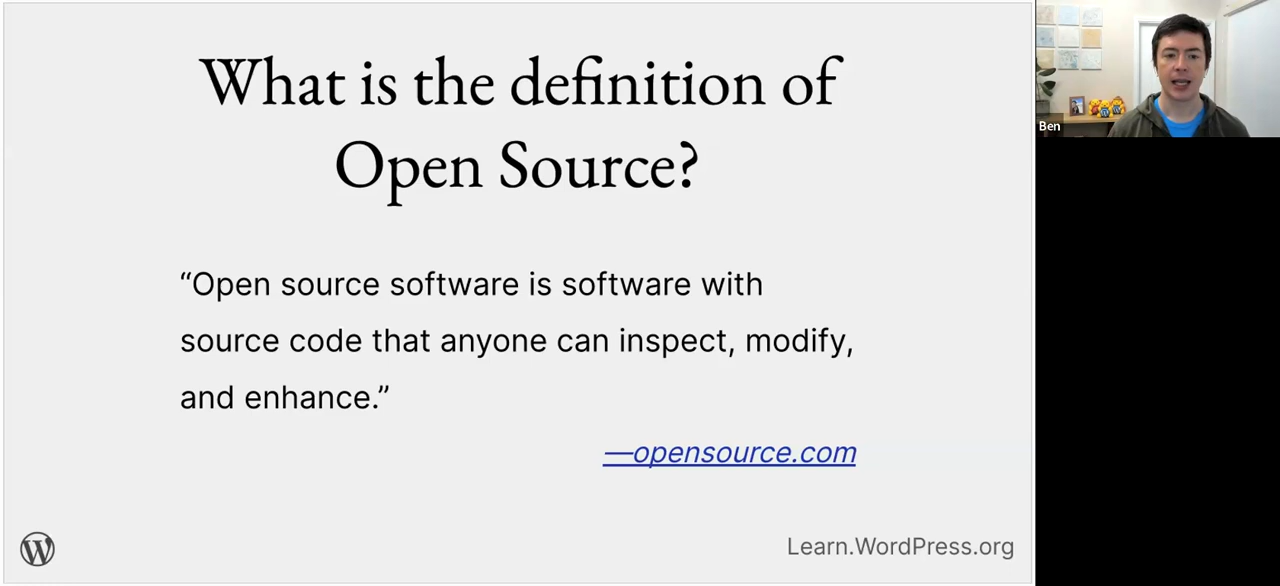 What is the definition of
Open Source?
“Open source software is software with
source code that anyone can inspect, modify,
and enhance.”
—opensource.com
Learn.WordPress.org
Ben